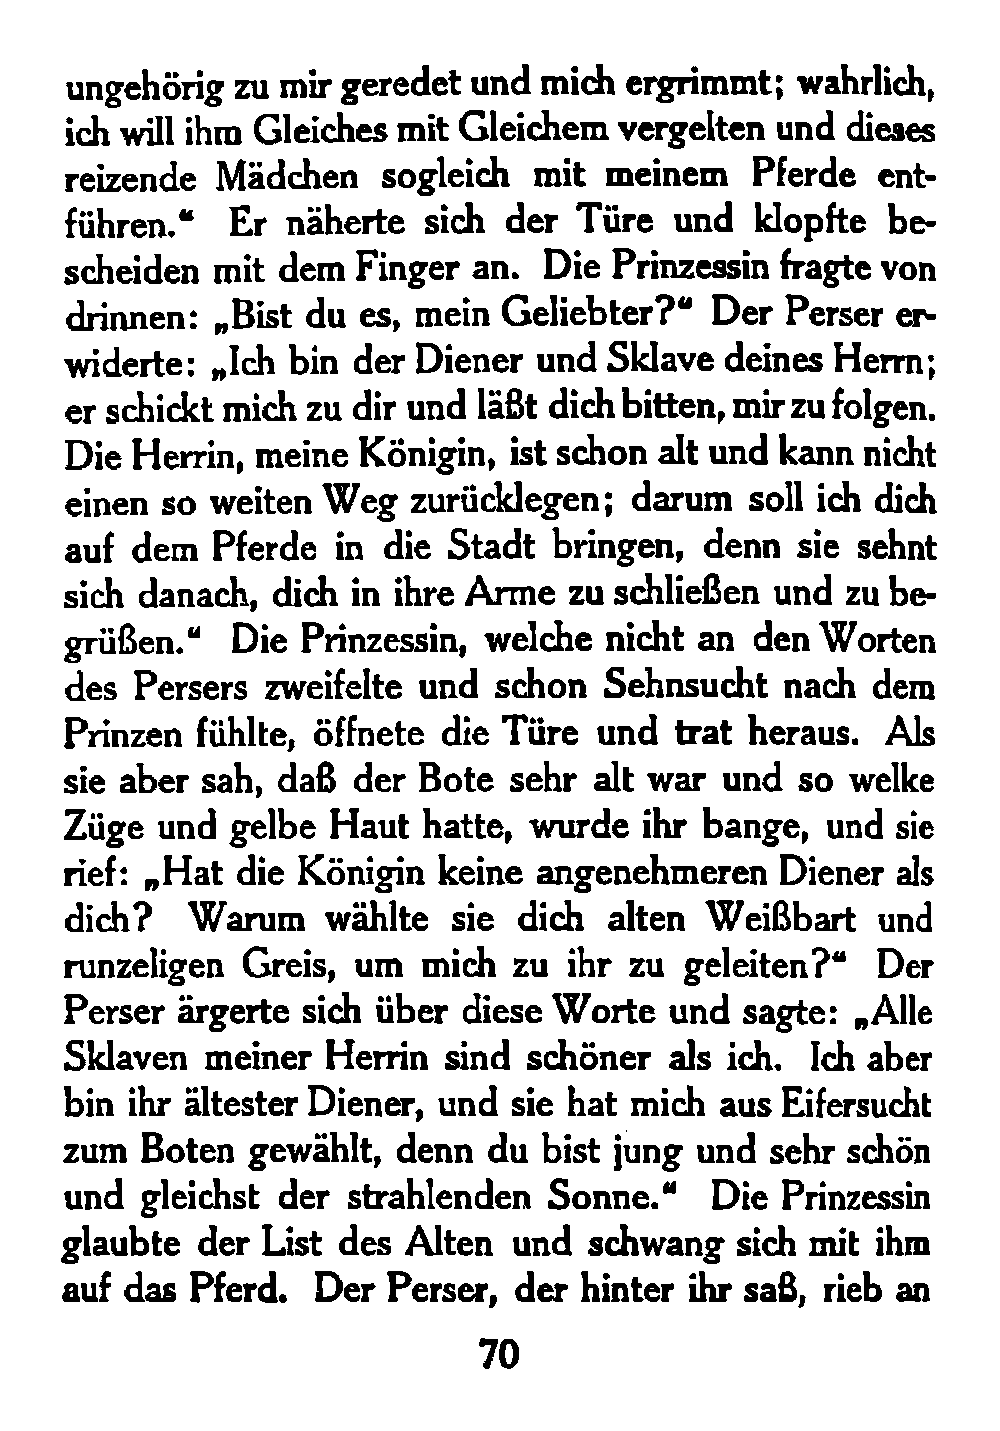 ungehörig zu mir geredet und mich ergrimmt; wahrlich,
ich will ihm Gleiches mit Gleichem vergelten und dieses
reizende Mädchen sogleich mit meinem Pferde ent-
führen.“ Er näherte sich der Türe und klopfte be-
scheiden mit dem Finger an. Die Prinzessin fragte von
drinnen: „Bist du es, mein Geliebter?“ Der Perser er-
widerte: „Ich bin der Diener und Sklave deines Herrn;
er schickt mich zu dir und läßt dich bitten, mir zu folgen.
Die Herrin, meine Königin, ist schon alt und kann nicht
einen so weiten Weg zurücklegen; darum soll ich dich
auf dem Pferde in die Stadt bringen, denn sie sehnt
sich danach, dich in ihre Arme zu schließen und zu be-
grüßen.“ Die Prinzessin, welche nicht an den Worten
des Persers zweifelte und schon Sehnsucht nach dem
Prinzen fühlte, öffnete die Türe und trat heraus. Als
sie aber sah, daß der Bote sehr alt war und so welke
Züge und gelbe Haut hatte, wurde ihr bange, und sie
rief: „Hat die Königin keine angenehmeren Diener als
dich? Warum wählte sie dich alten Weißbart und
runzeligen Greis, um mich zu ihr zu geleiten?“ Der
Perser ärgerte sich über diese Worte und sagte: „Alle
Sklaven meiner Herrin sind schöner als ich. Ich aber
bin ihr ältester Diener, und sie hat mich aus Eifersucht
zum Boten gewählt, denn du bist jung und sehr schön
und gleichst der strahlenden Sonne.“ Die Prinzessin
glaubte der List des Alten und schwang sich mit ihm
auf das Pferd. Der Perser, der hinter ihr saß, rieb an
70